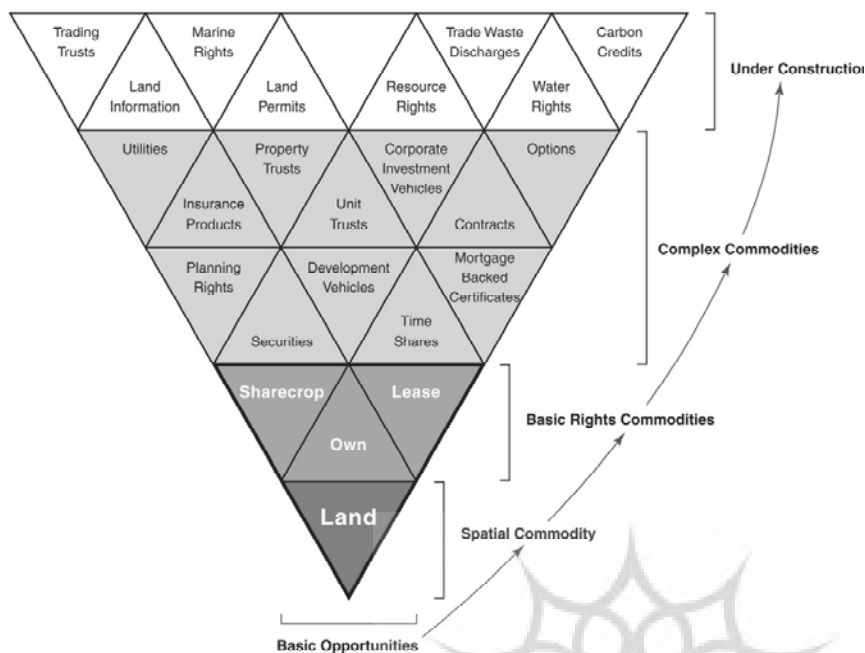 Trading
Trusts
Marine
Rights
Trade Waste
Discharges
Carbon
Credits
Land
Information
Land
Permits
Resource
Rights
Water
Rights
Under Construction
Utilities
Property
Trusts
Corporate
Investment
Vehicles
Options
Insurance
Products
Unit
Trusts
Contracts
Complex Commodities
Planning
Rights
Development
Vehicles
Mortgage
Backed
Certificates
Securities
Time
Shares
Sharecrop
Lease
Own
Basic Rights Commodities
Land
Spatial Commodity
Basic Opportunities